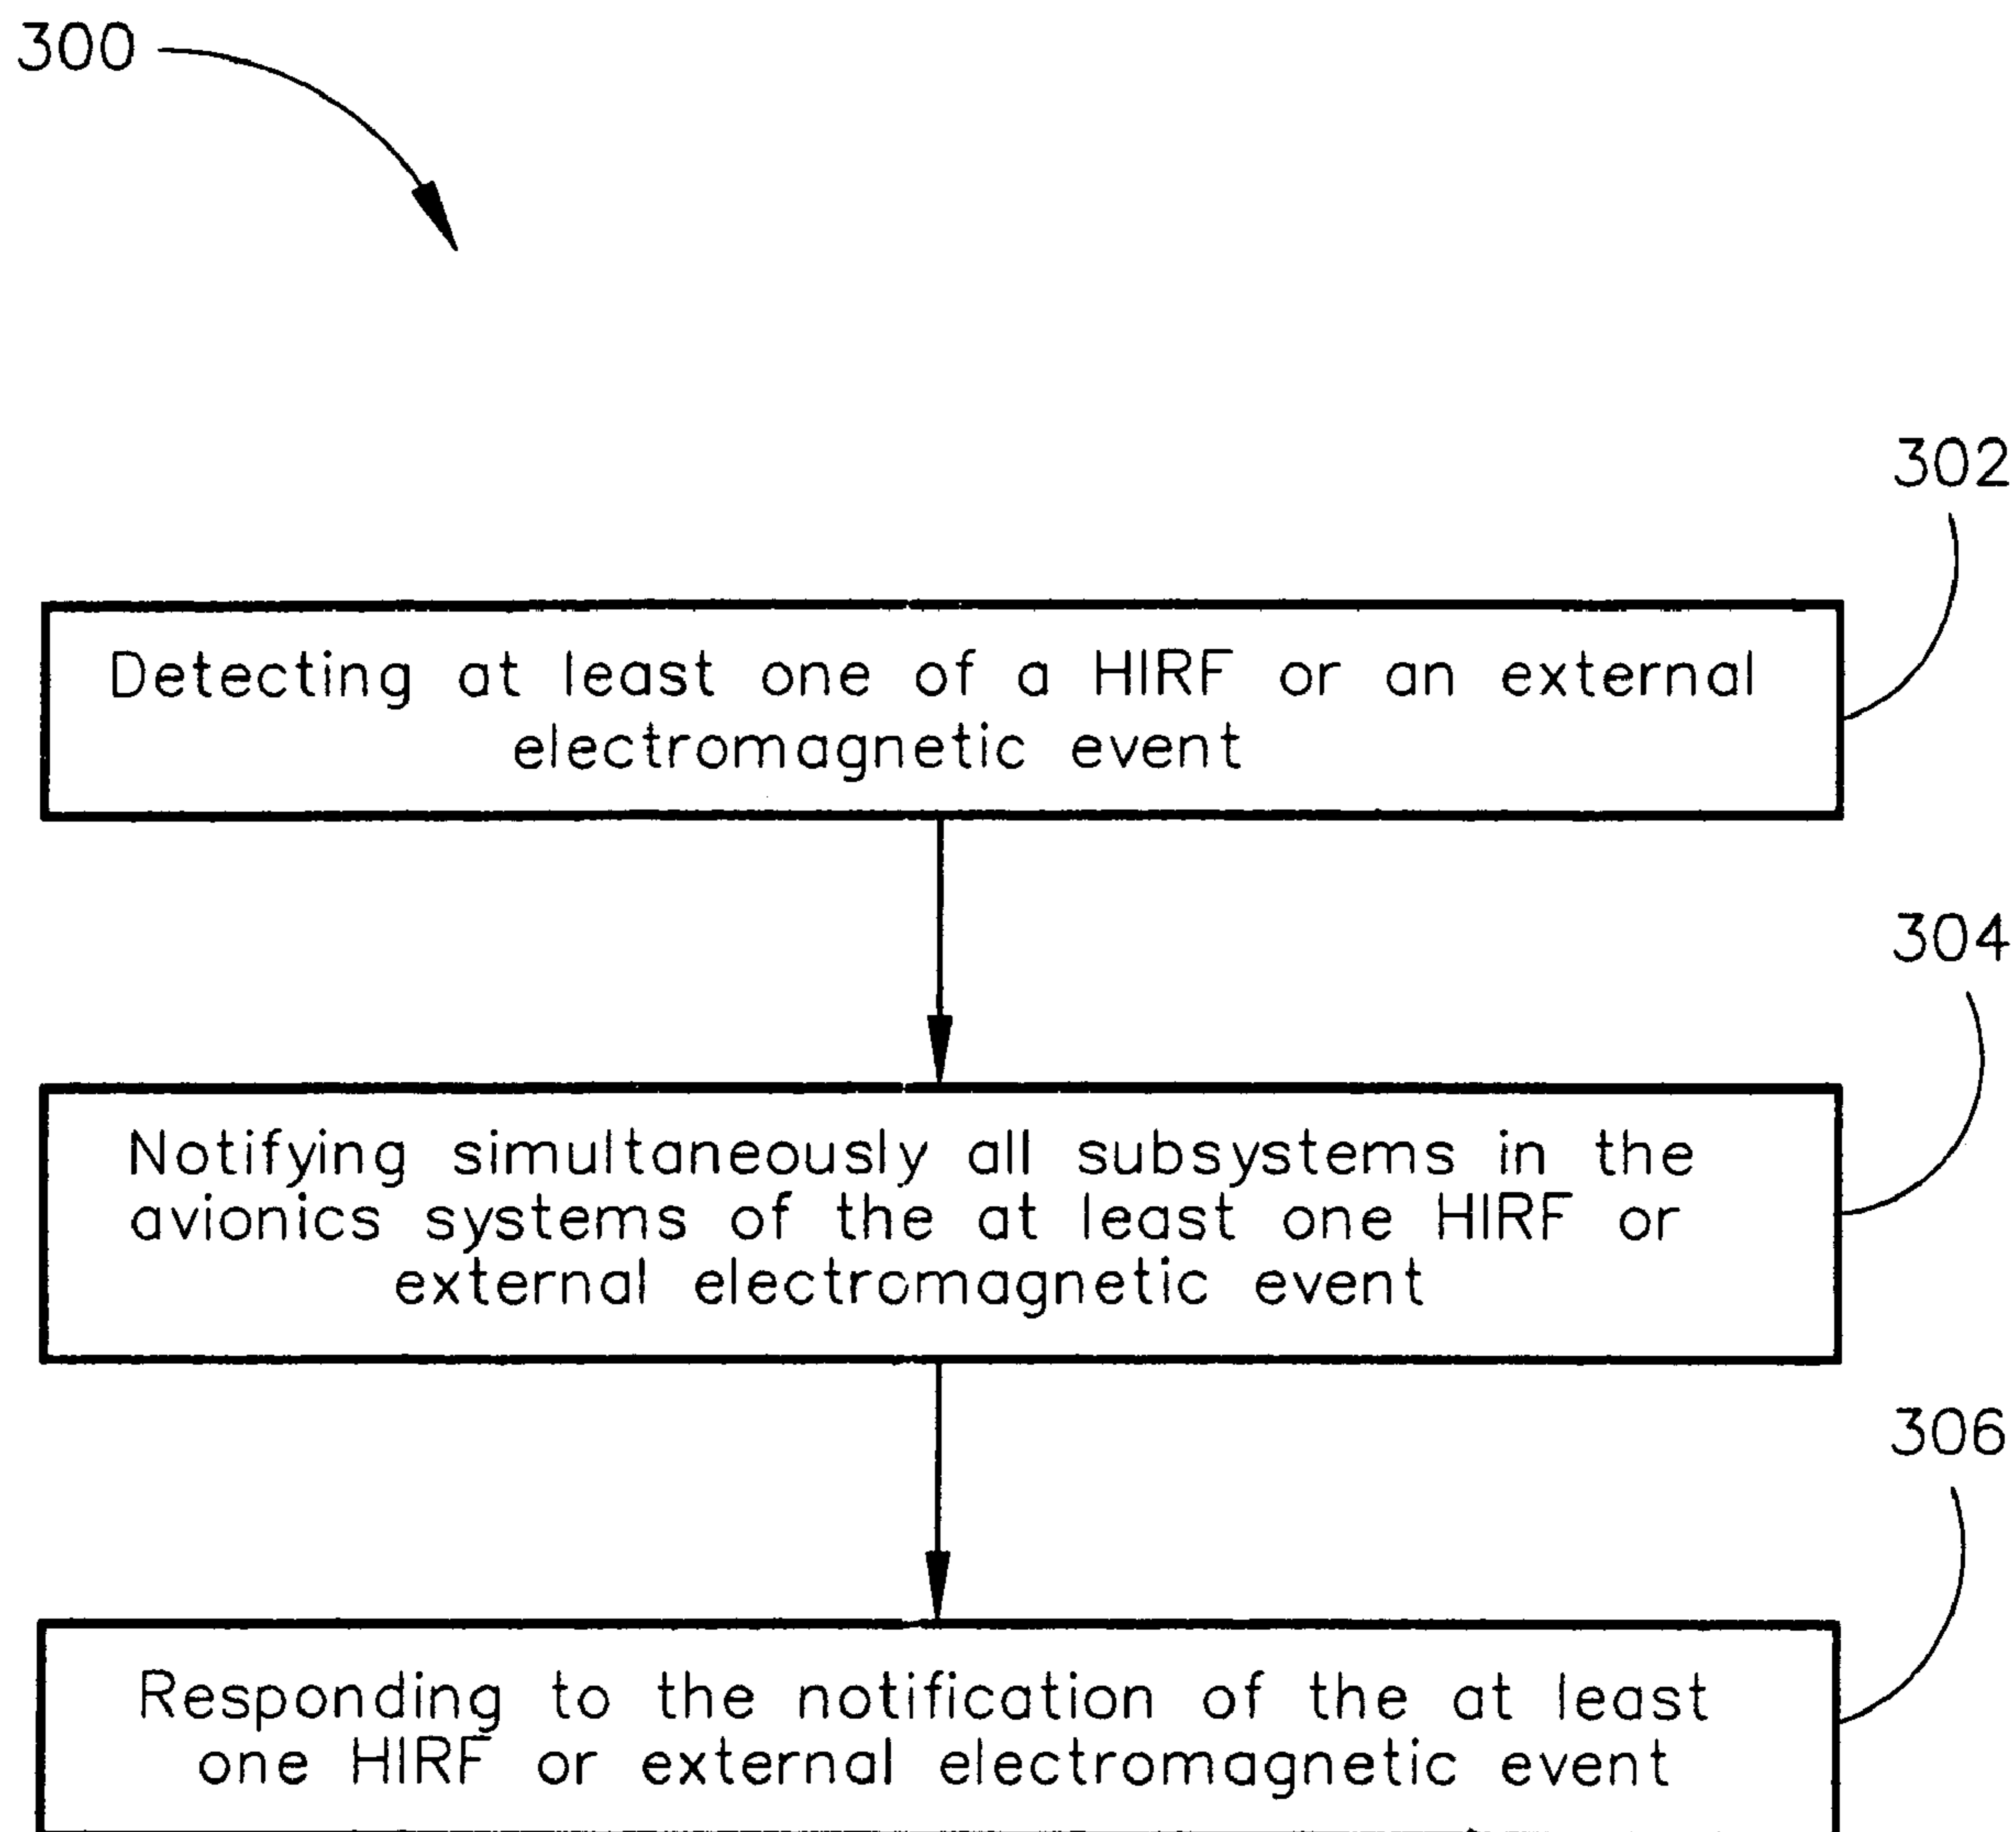 300
302
Detecting at least one of a HIRF or an external
electromagnetic event
304
Notifying simultaneously all subsystems in the
avionics systems of the at least one HIRF or
external electromagnetic event
306
Responding to the notification of the at least
one HIRF or external electromagnetic event